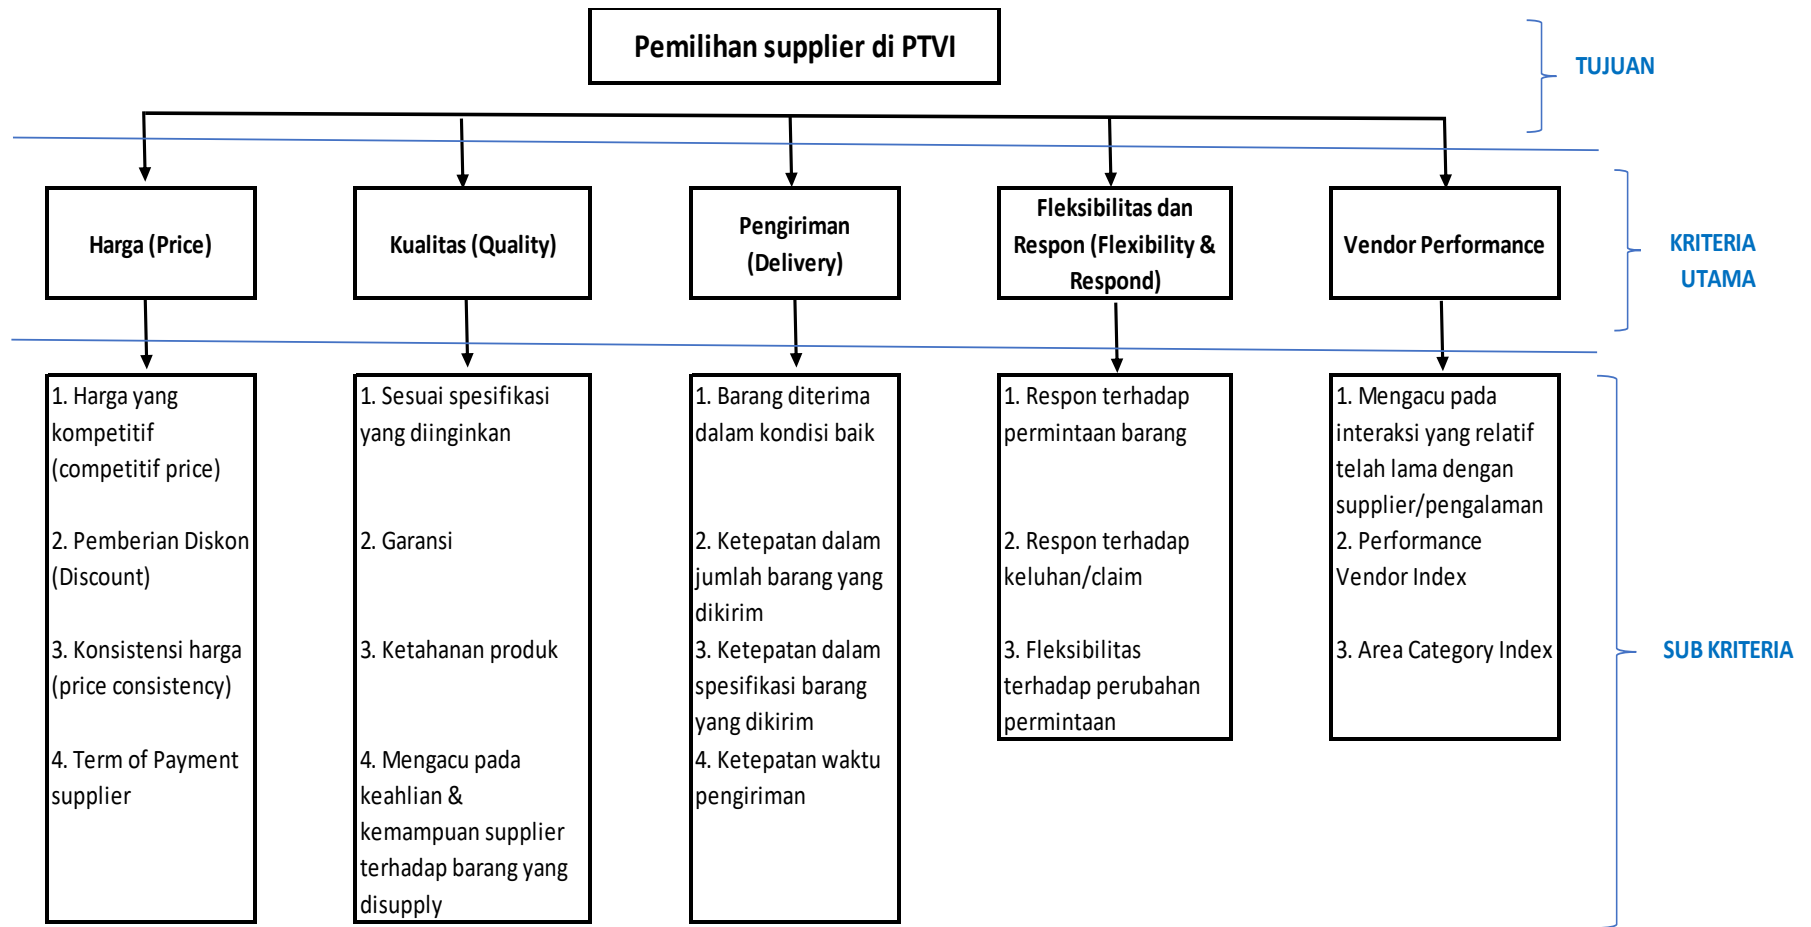 Pemilihan supplier di PTVI
TUJUAN
Harga (Price)
Kualitas (Quality)
Pengiriman
(Delivery)
Fleksibilitas dan
Respon (Flexibility &
Respond)
Vendor Performance
KRITERIA
UTAMA
1. Harga yang
kompetitif
(competitif price)
2. Pemberian Diskon
(Discount)
3. Konsistensi harga
(price consistency)
4. Term of Payment
supplier
1. Sesuai spesifikasi
yang diinginkan
2. Garansi
3. Ketahanan produk
4. Mengacu pada
keahlian &
kemampuan supplier
terhadap barang yang
disupply
1. Barang diterima
dalam kondisi baik
2. Ketepatan dalam
jumlah barang yang
dikirim
3. Ketepatan dalam
spesifikasi barang
yang dikirim
4. Ketepatan waktu
pengiriman
1. Respon terhadap
permintaan barang
2. Respon terhadap
keluhan/claim
3. Fleksibilitas
terhadap perubahan
permintaan
1. Mengacu pada
interaksi yang relatif
telah lama dengan
supplier/pengalaman
2. Performance
Vendor Index
3. Area Category Index
SUB KRITERIA